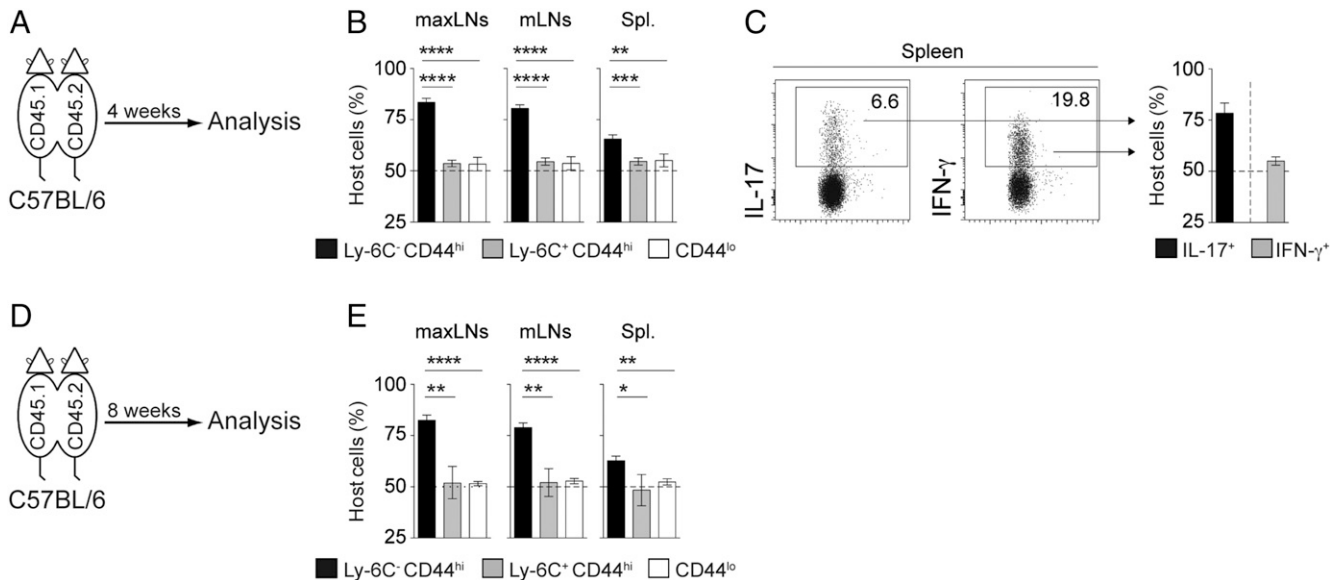 A
CD45.1
CD45.2
4 weeks
Analysis
C57BL/6
B
maxLNs
mLNs
Spl.
****
****
**
****
****
***
Host cells (%)
100
75
50
25
Ly-6C⁻ CD44ʰⁱ
Ly-6C⁺ CD44ʰⁱ
CD44ˡᵒ
C
Spleen
6.6
19.8
IL-17
IFN-γ
Host cells (%)
100
75
50
25
IL-17⁺
IFN-γ⁺
D
CD45.1
CD45.2
8 weeks
Analysis
C57BL/6
E
maxLNs
mLNs
Spl.
****
****
**
**
**
*
Host cells (%)
100
75
50
25
Ly-6C⁻ CD44ʰⁱ
Ly-6C⁺ CD44ʰⁱ
CD44ˡᵒ